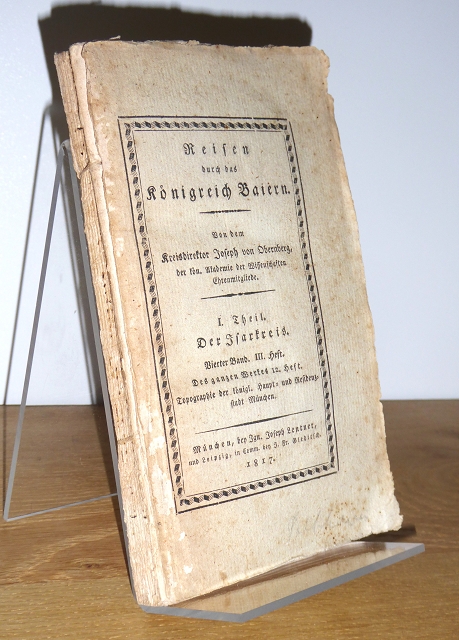 Reisen
durch das
Königreich Baiern.
Von dem
Kreisdirektor Joseph von Obernberg,
der kön. Akademie der Wissenschaften
Ehrenmitgliede.
I. Theil.
Der Isarkreis.
Vierter Band. III. Heft.
Des ganzen Werkes 12. Heft.
Topographie der königl. Haupt- und Residenz-
stadt München.
München, bey Ign. Joseph Lentner,
und Leipzig, in Comm. bey J. Fr. Gleditsch.
1817.